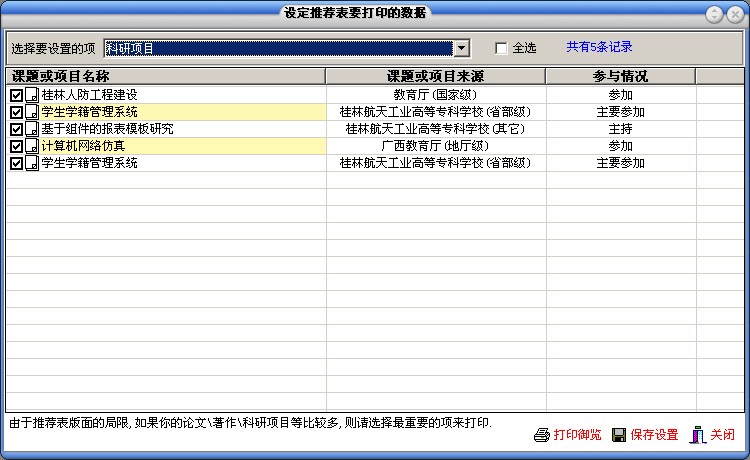 设定推荐表要打印的数据
选择要设置的项 科研项目 全选 共有5条记录
课题或项目名称 课题或项目来源 参与情况
桂林人防工程建设 教育厅(国家级) 参加
学生学籍管理系统 桂林航天工业高等专科学校(省部级) 主要参加
基于组件的报表模板研究 桂林航天工业高等专科学校(其它) 主持
计算机网络仿真 广西教育厅(地厅级) 参加
学生学籍管理系统 桂林航天工业高等专科学校(省部级) 主要参加
由于推荐表版面的局限,如果你的论文\著作\科研项目等比较多,则请选择最重要的项来打印.
打印御览 保存设置 关闭